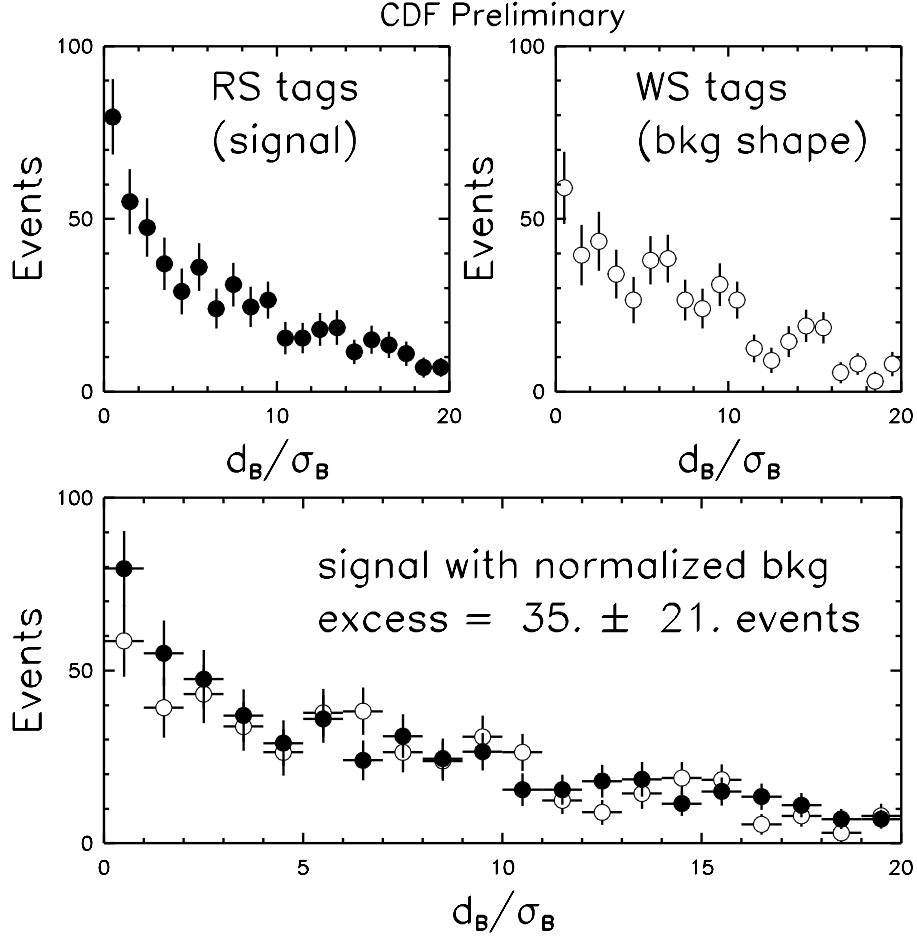 CDF Preliminary
RS tags
(signal)
Events
100
50
0
0 10 20
d_B/σ_B
WS tags
(bkg shape)
Events
100
50
0
0 10 20
d_B/σ_B
signal with normalized bkg
excess = 35. ± 21. events
Events
100
50
0
0 5 10 15 20
d_B/σ_B